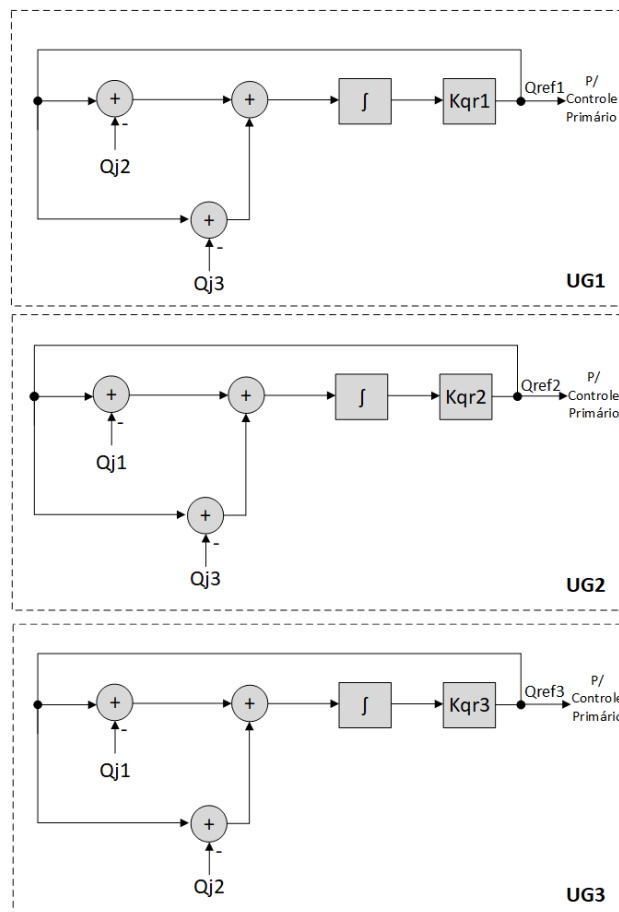 P/
Qref1
Controle
Primário
+
+
∫
Kqr1
-
Qj2
+
-
Qj3
UG1
P/
Qref2
Controle
Primário
+
+
∫
Kqr2
-
Qj1
+
-
Qj3
UG2
P/
Qref3
Controle
Primário
+
+
∫
Kqr3
-
Qj1
+
-
Qj2
UG3